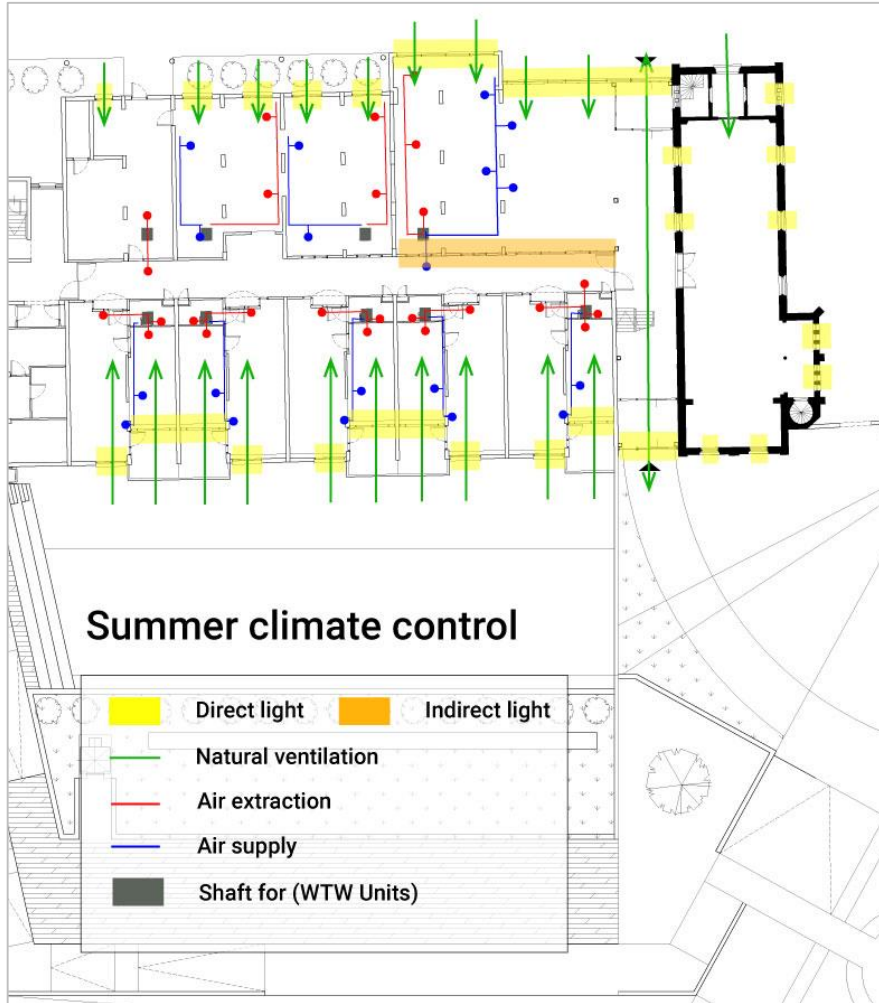 Summer climate control
Direct light
Indirect light
Natural ventilation
Air extraction
Air supply
Shaft for (WTW Units)